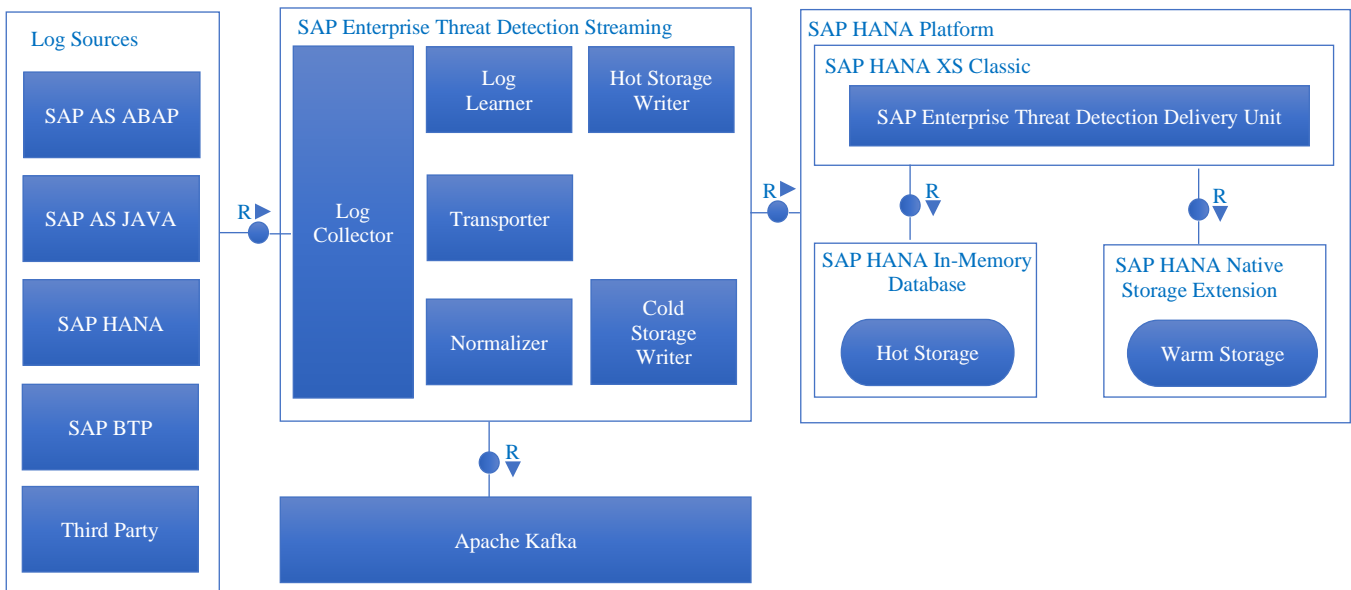 Log Sources
SAP AS ABAP
SAP AS JAVA
SAP HANA
SAP BTP
Third Party
R
SAP Enterprise Threat Detection Streaming
Log
Collector
Log
Learner
Hot Storage
Writer
Transporter
Normalizer
Cold
Storage
Writer
R
Apache Kafka
R
SAP HANA Platform
SAP HANA XS Classic
SAP Enterprise Threat Detection Delivery Unit
R
R
SAP HANA In-Memory
Database
Hot Storage
SAP HANA Native
Storage Extension
Warm Storage